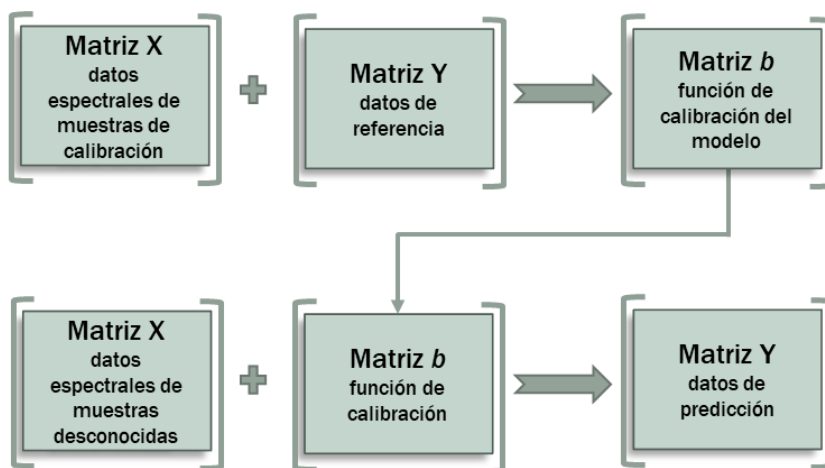 Matriz X
datos
espectrales de
muestras de
calibración
+
Matriz Y
datos de
referencia
Matriz b
función de
calibración del
modelo
Matriz X
datos
espectrales de
muestras
desconocidas
+
Matriz b
función de
calibración
Matriz Y
datos de
predicción